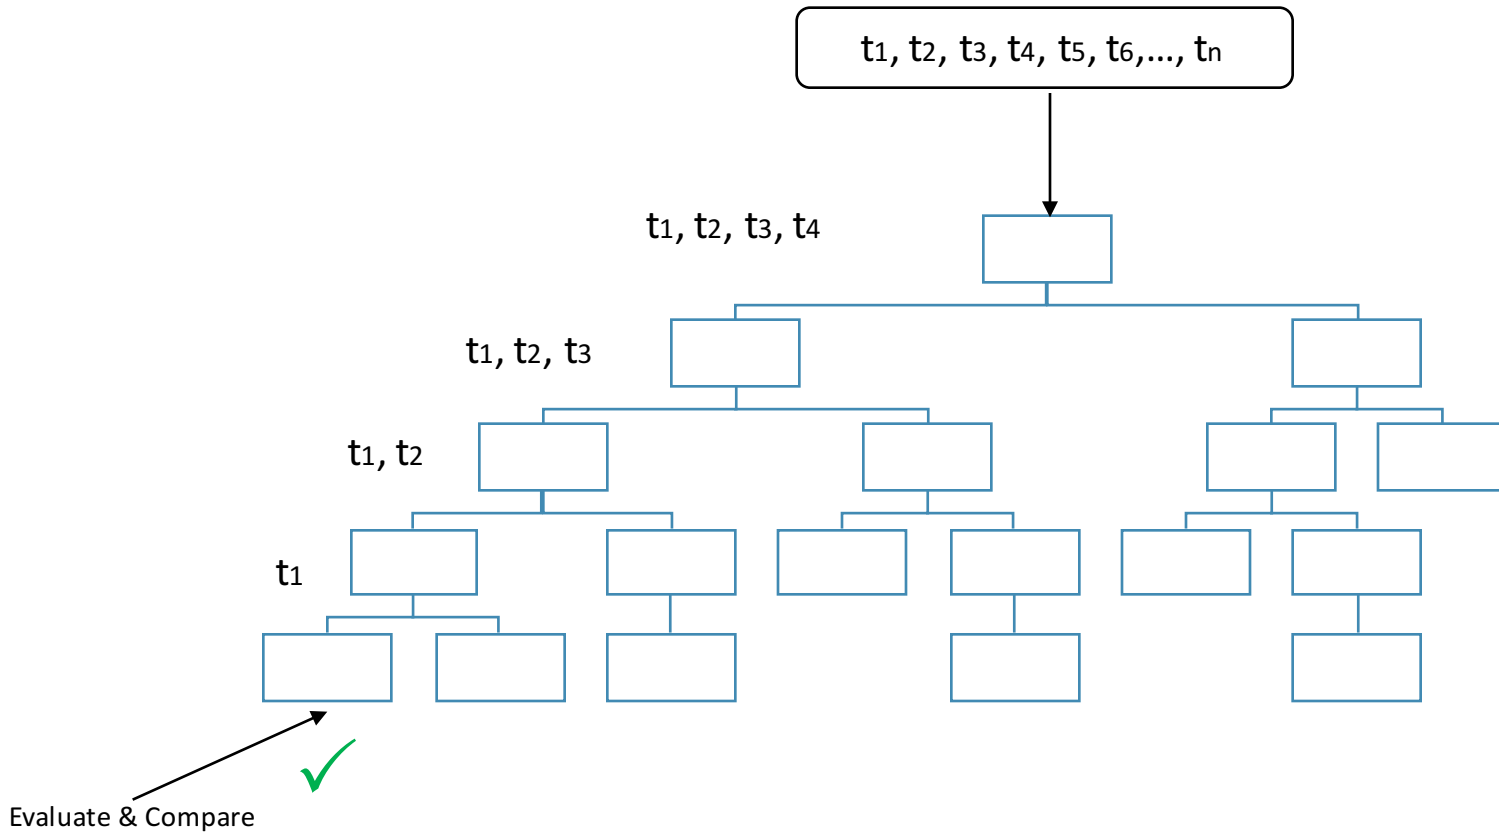 t1, t2, t3, t4, t5, t6,..., tn
t1, t2, t3, t4
t1, t2, t3
t1, t2
t1
Evaluate & Compare